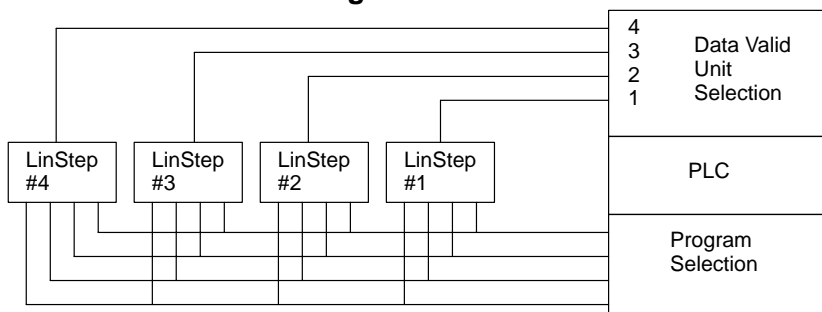 4
3
2
1
Data Valid
Unit
Selection
LinStep
#4
LinStep
#3
LinStep
#2
LinStep
#1
PLC
Program
Selection